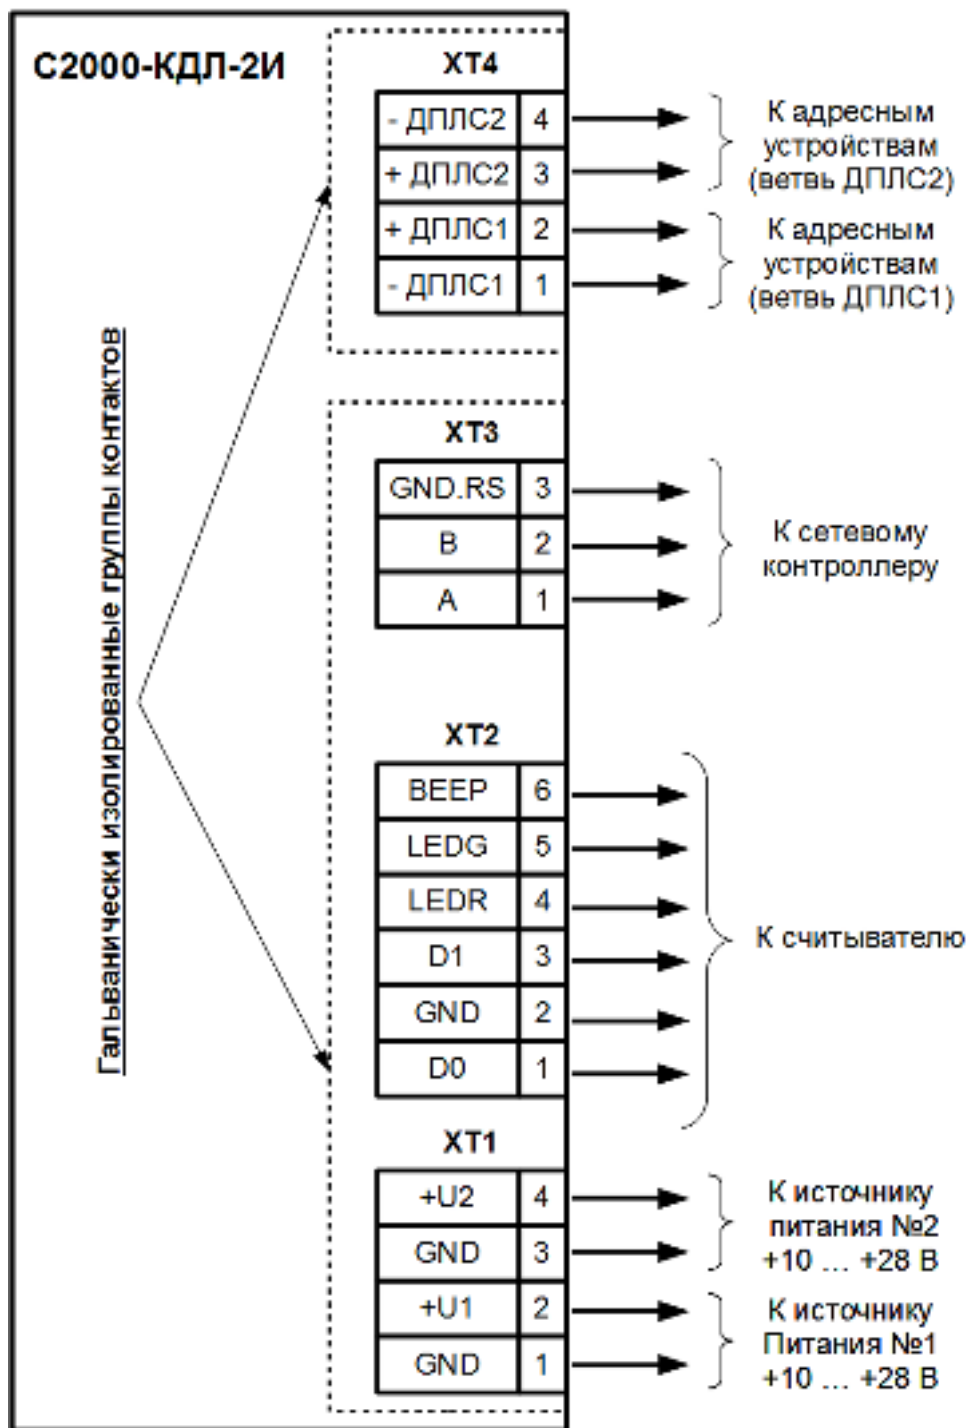 С2000-КДЛ-2И
XT4
- ДПЛС2 4
+ ДПЛС2 3
+ ДПЛС1 2
- ДПЛС1 1
К адресным
устройствам
(ветвь ДПЛС2)
К адресным
устройствам
(ветвь ДПЛС1)
Гальванически изолированные группы контактов
XT3
GND.RS 3
B 2
A 1
К сетевому
контроллеру
XT2
BEEP 6
LEDG 5
LEDR 4
D1 3
GND 2
D0 1
К считывателю
XT1
+U2 4
GND 3
+U1 2
GND 1
К источнику
питания №2
+10 ... +28 В
К источнику
Питания №1
+10 ... +28 В